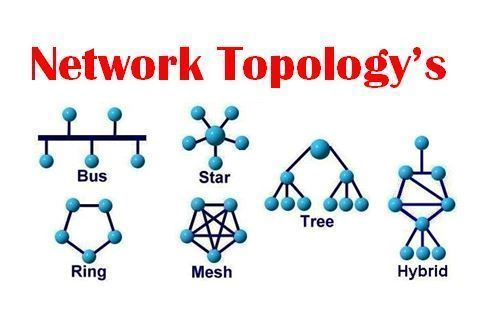 Network Topology's
Bus
Star
Tree
Ring
Mesh
Hybrid